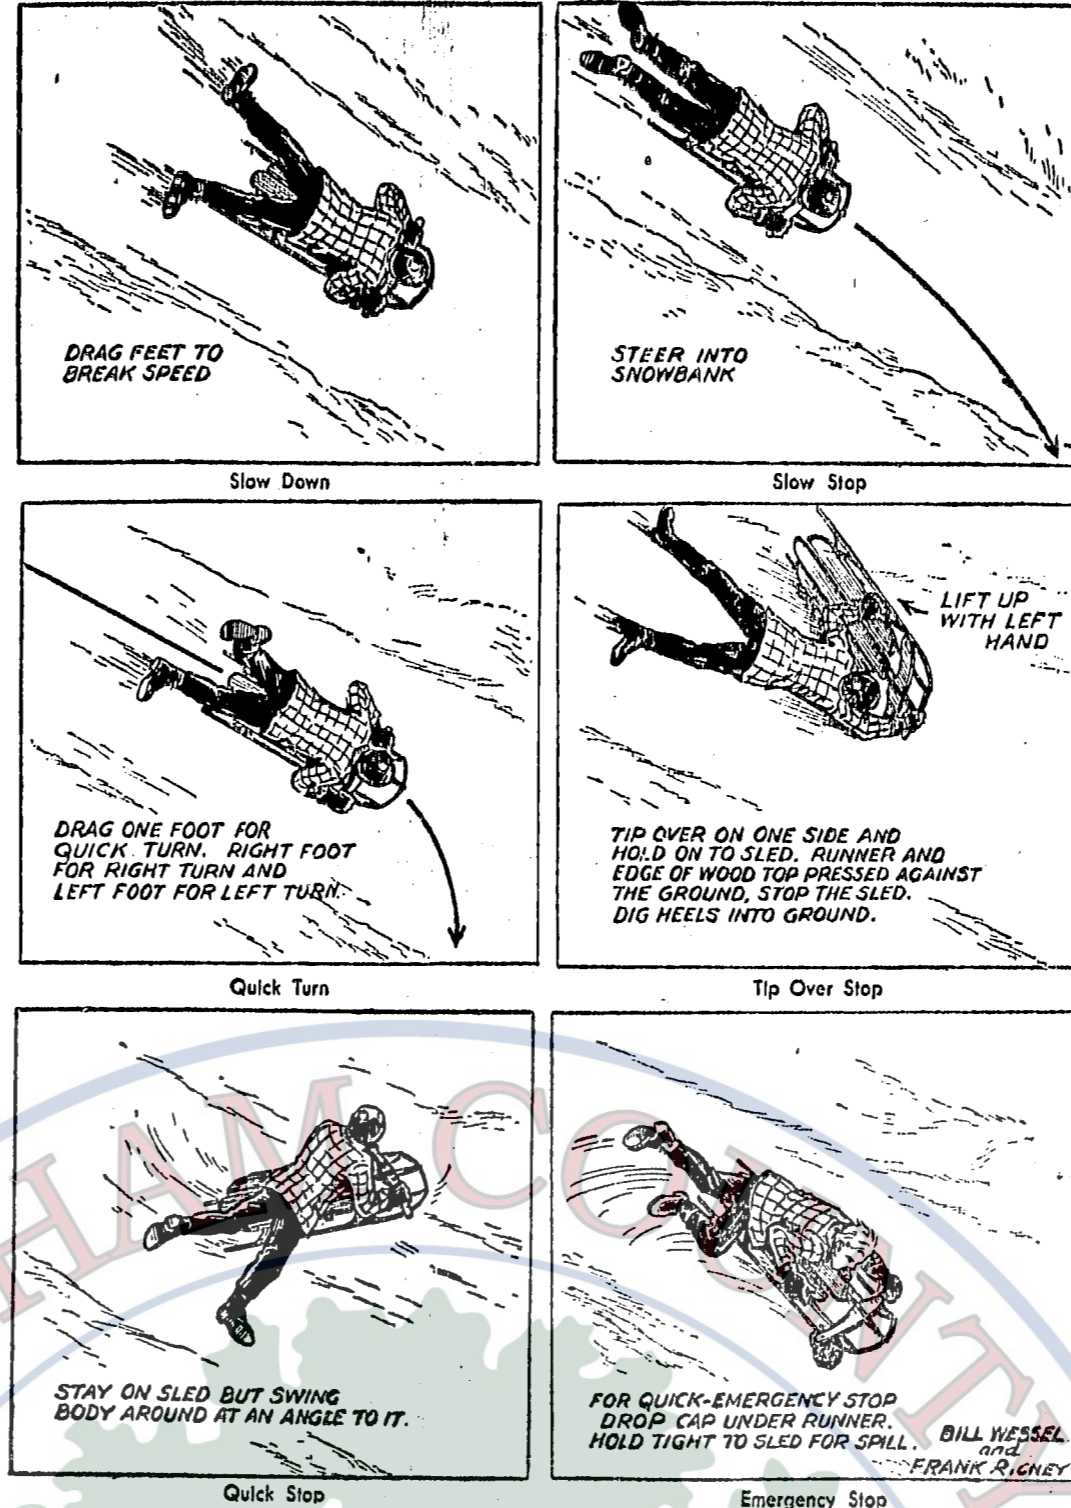 DRAG FEET TO
BREAK SPEED
Slow Down
STEER INTO
SNOWBANK
Slow Stop
DRAG ONE FOOT FOR
QUICK TURN. RIGHT FOOT
FOR RIGHT TURN AND
LEFT FOOT FOR LEFT TURN.
Quick Turn
LIFT UP
WITH LEFT
HAND
TIP OVER ON ONE SIDE AND
HOLD ON TO SLED. RUNNER AND
EDGE OF WOOD TOP PRESSED AGAINST
THE GROUND, STOP THE SLED.
DIG HEELS INTO GROUND.
Tip Over Stop
STAY ON SLED BUT SWING
BODY AROUND AT AN ANGLE TO IT.
Quick Stop
FOR QUICK-EMERGENCY STOP
DROP CAP UNDER RUNNER.
HOLD TIGHT TO SLED FOR SPILL.
BILL WESSEL
and
FRANK RIGNEY
Emergency Stop
HAM COUNTY